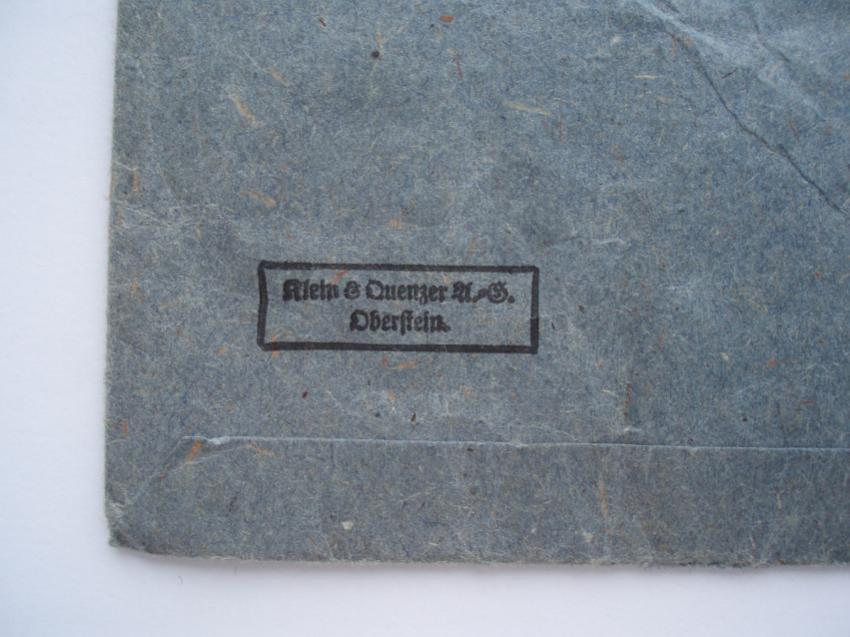 Klein & Quenzer A.-G.
Oberstein.